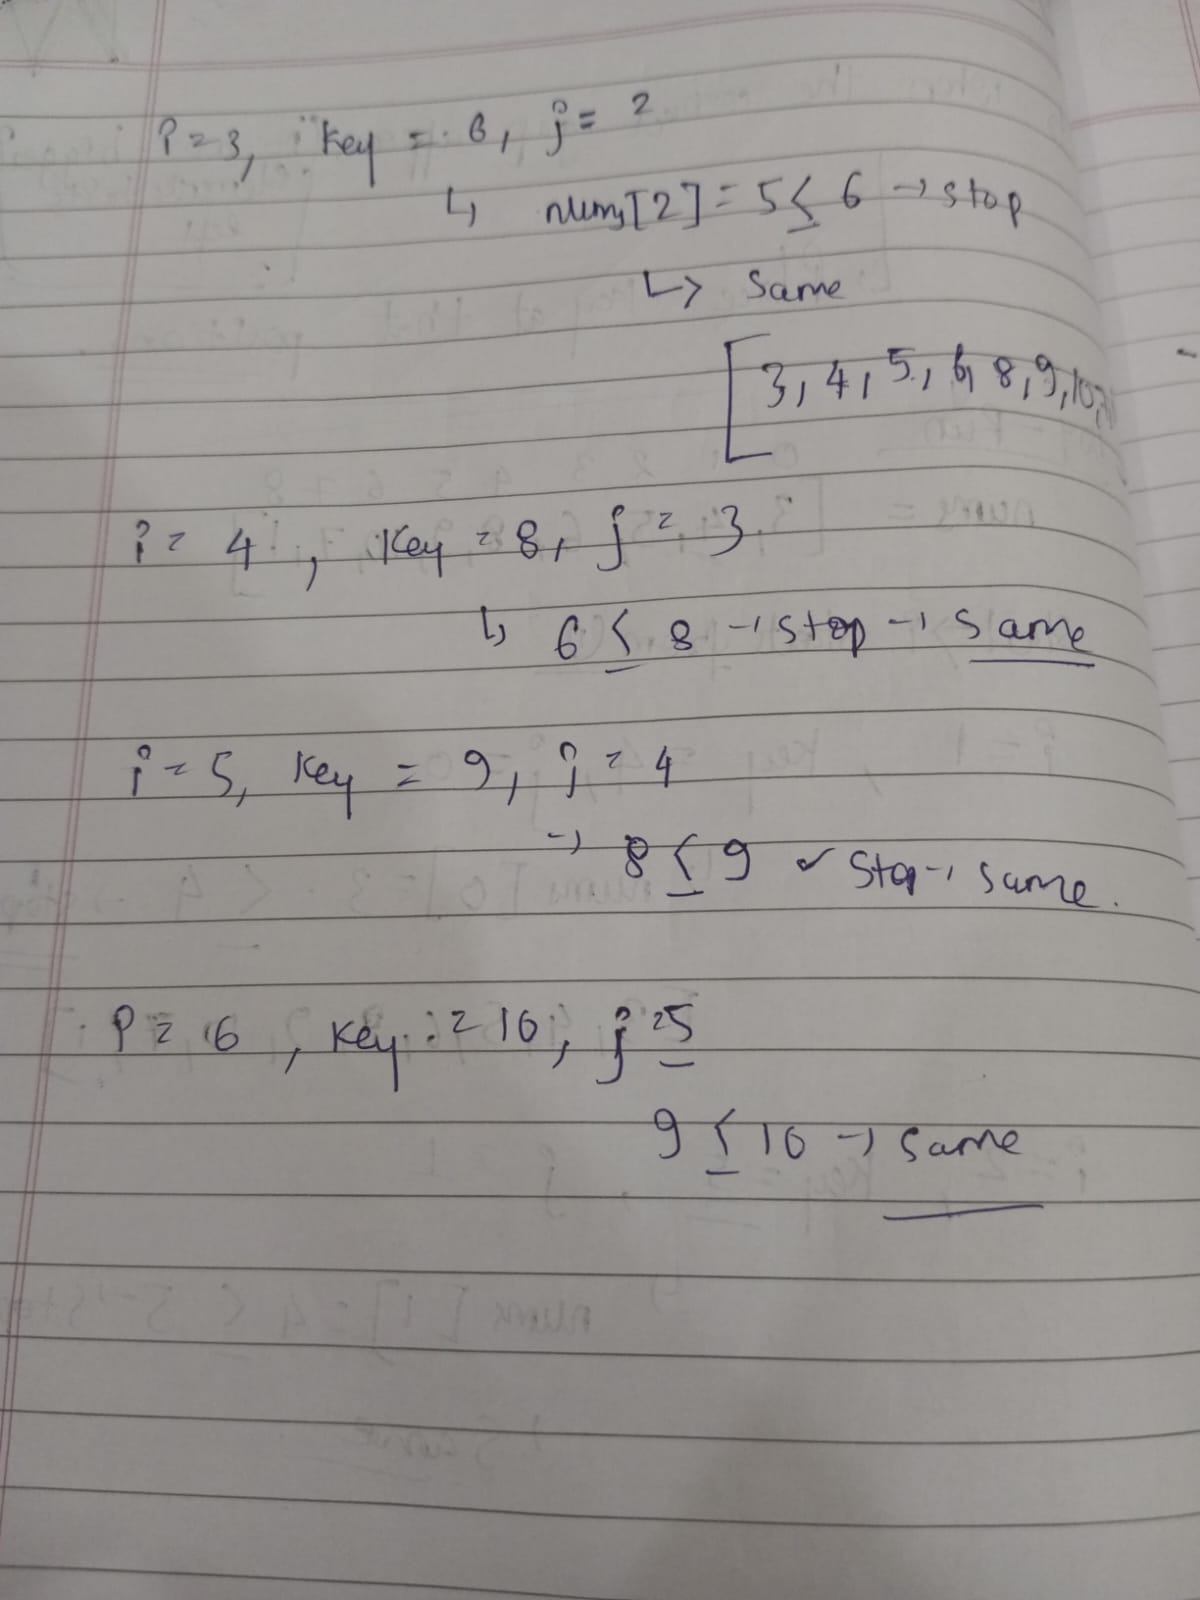 i = 3, key = 6, j = 2
↳ nums[2] = 5 ≤ 6 → stop
↳ Same
[3, 4, 5, 6, 8, 9, 10,
i = 4, Key = 8, j = 3
↳ 6 ≤ 8 → stop → Same
i = 5, Key = 9, j = 4
→ 8 ≤ 9 ✓ Stop → Same.
i = 6, Key = 10, j = 5
9 ≤ 10 → Same